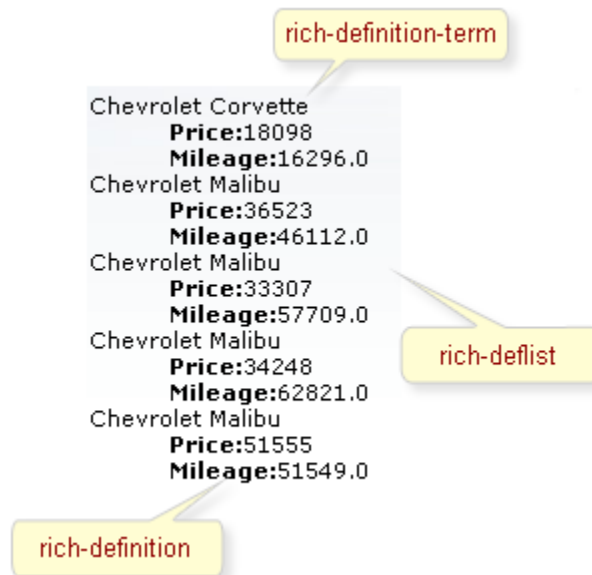 rich-definition-term
Chevrolet Corvette
Price:18098
Mileage:16296.0
Chevrolet Malibu
Price:36523
Mileage:46112.0
Chevrolet Malibu
Price:33307
Mileage:57709.0
Chevrolet Malibu
Price:34248
Mileage:62821.0
Chevrolet Malibu
Price:51555
Mileage:51549.0
rich-deflist
rich-definition